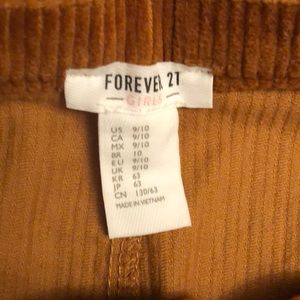 FOREVER 21
GIRLS
US 9/10
CA 9/10
MX 9/10
BR 10
EU 9/10
UK 9/10
KR 63
JP 63
CN 130/63
MADE IN VIETNAM